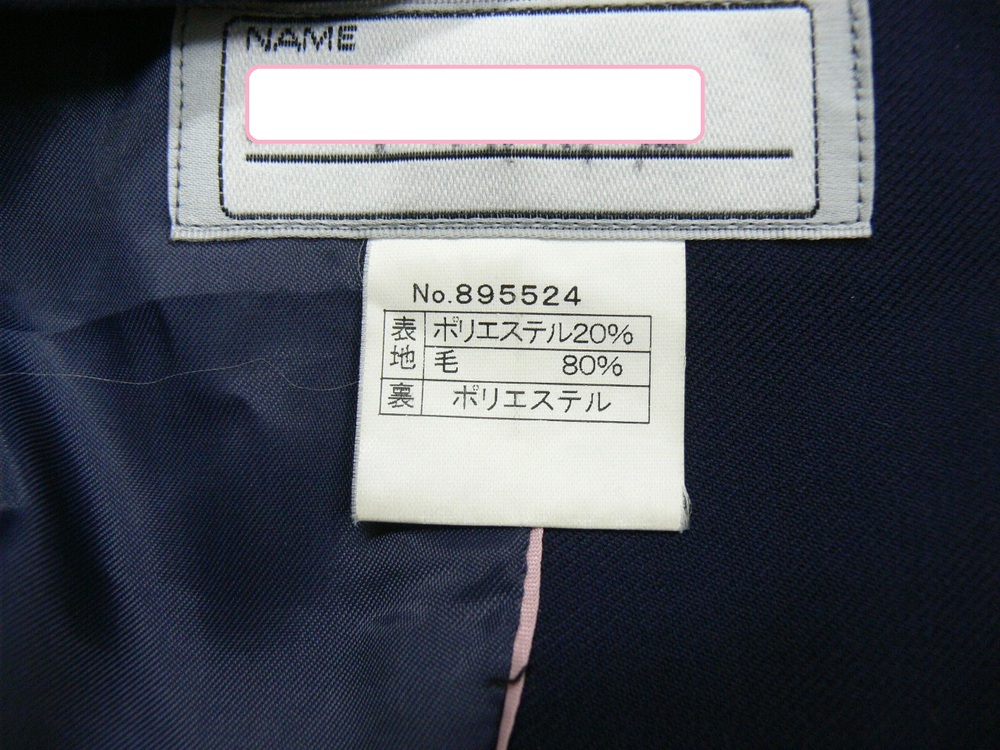 NAME
No.895524
表地 ポリエステル20%
毛 80%
裏 ポリエステル